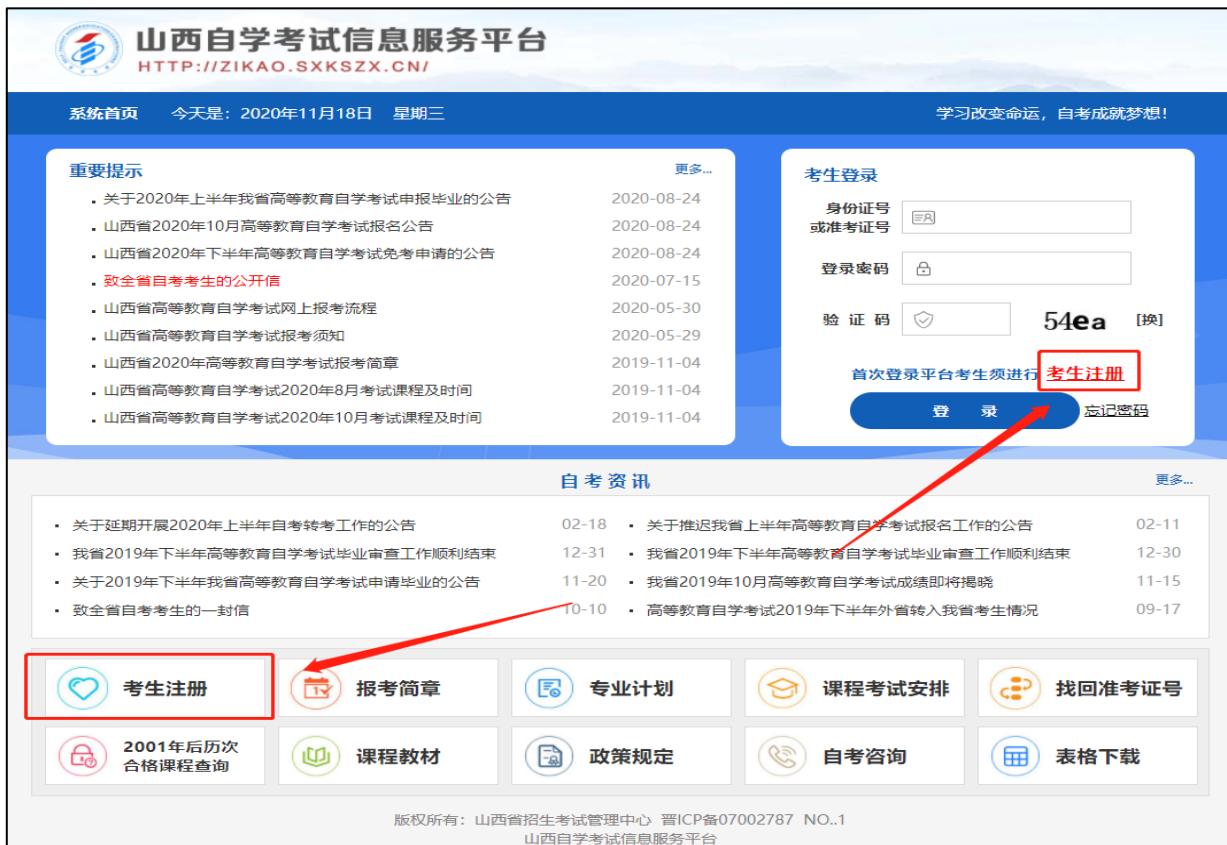 山西自学考试信息服务平台
HTTP://ZIKAO.SXKSZX.CN/
系统首页 今天是：2020年11月18日 星期三 学习改变命运，自考成就梦想！
重要提示 更多...
关于2020年上半年我省高等教育自学考试申报毕业的公告 2020-08-24
山西省2020年10月高等教育自学考试报名公告 2020-08-24
山西省2020年下半年高等教育自学考试免考申请的公告 2020-08-24
致全省自考考生的公开信 2020-07-15
山西省高等教育自学考试网上报考流程 2020-05-30
山西省高等教育自学考试报考须知 2020-05-29
山西省2020年高等教育自学考试报考简章 2019-11-04
山西省高等教育自学考试2020年8月考试课程及时间 2019-11-04
山西省高等教育自学考试2020年10月考试课程及时间 2019-11-04
考生登录
身份证号
或准考证号
登录密码
验 证 码 54ea [换]
首次登录平台考生须进行 考生注册
登 录 忘记密码
自 考 资 讯 更多...
关于延期开展2020年上半年自考转考工作的公告 02-18
关于推迟我省上半年高等教育自学考试报名工作的公告 02-11
我省2019年下半年高等教育自学考试毕业审查工作顺利结束 12-31
我省2019年下半年高等教育自学考试毕业审查工作顺利结束 12-30
关于2019年下半年我省高等教育自学考试申请毕业的公告 11-20
我省2019年10月高等教育自学考试成绩即将揭晓 11-15
致全省自考考生的一封信 10-10
高等教育自学考试2019年下半年外省转入我省考生情况 09-17
考生注册 报考简章 专业计划 课程考试安排 找回准考证号
2001年后历次
合格课程查询
课程教材 政策规定 自考咨询 表格下载
版权所有：山西省招生考试管理中心 晋ICP备07002787 NO..1
山西自学考试信息服务平台